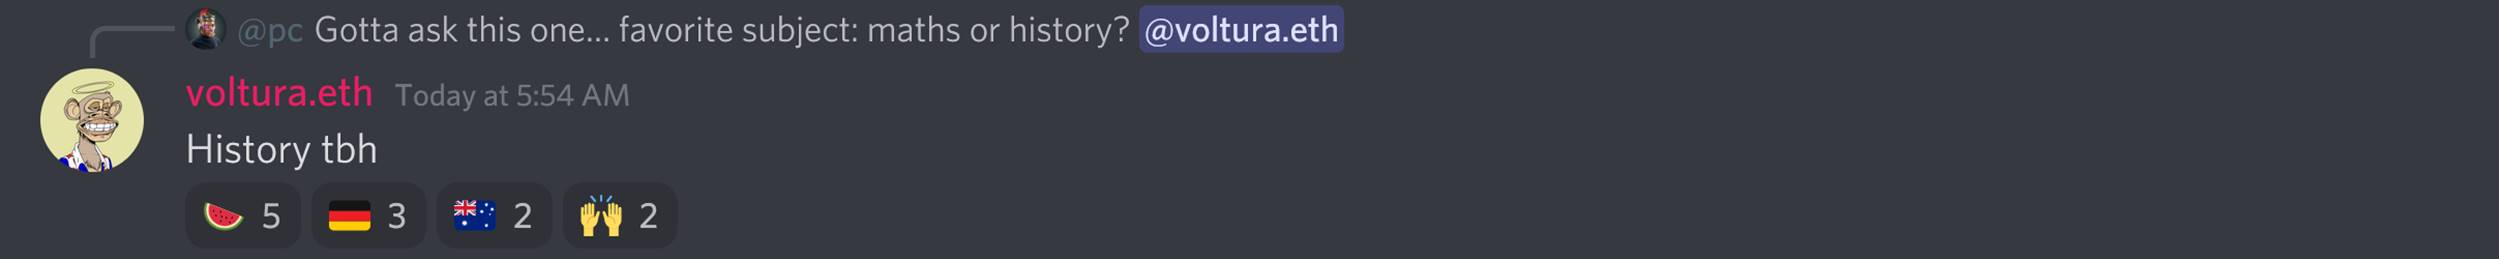 @pc Gotta ask this one... favorite subject: maths or history? @voltura.eth
voltura.eth Today at 5:54 AM
History tbh
5 3 2 2